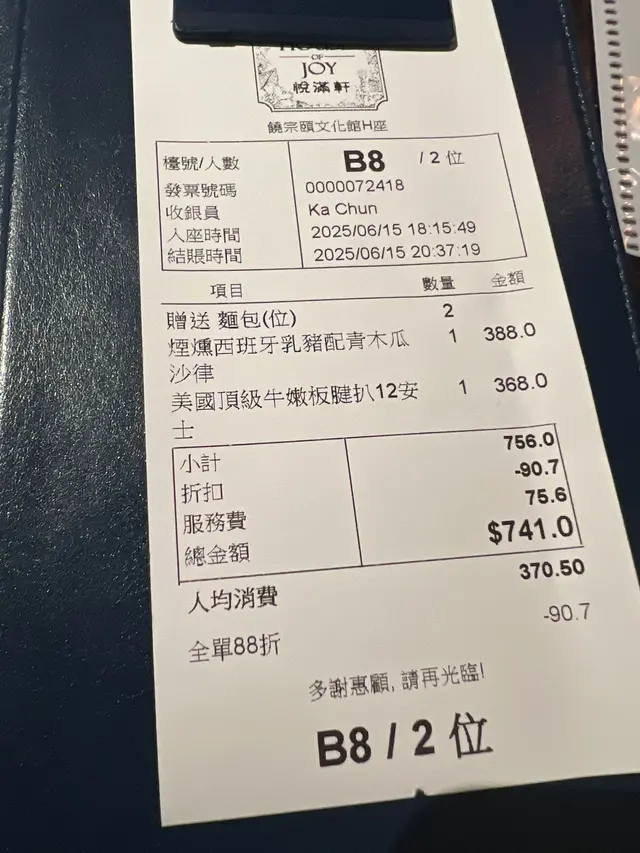 OF
JOY
悅滿軒
饒宗頤文化館H座
檯號/人數 B8 / 2 位
發票號碼 0000072418
收銀員 Ka Chun
入座時間 2025/06/15 18:15:49
結賬時間 2025/06/15 20:37:19
項目 數量 金額
贈送 麵包(位) 2
煙燻西班牙乳豬配青木瓜 1 388.0
沙律
美國頂級牛嫩板腱扒12安 1 368.0
士
小計 756.0
折扣 -90.7
服務費 75.6
總金額 $741.0
人均消費 370.50
全單88折 -90.7
多謝惠顧, 請再光臨!
B8 / 2 位